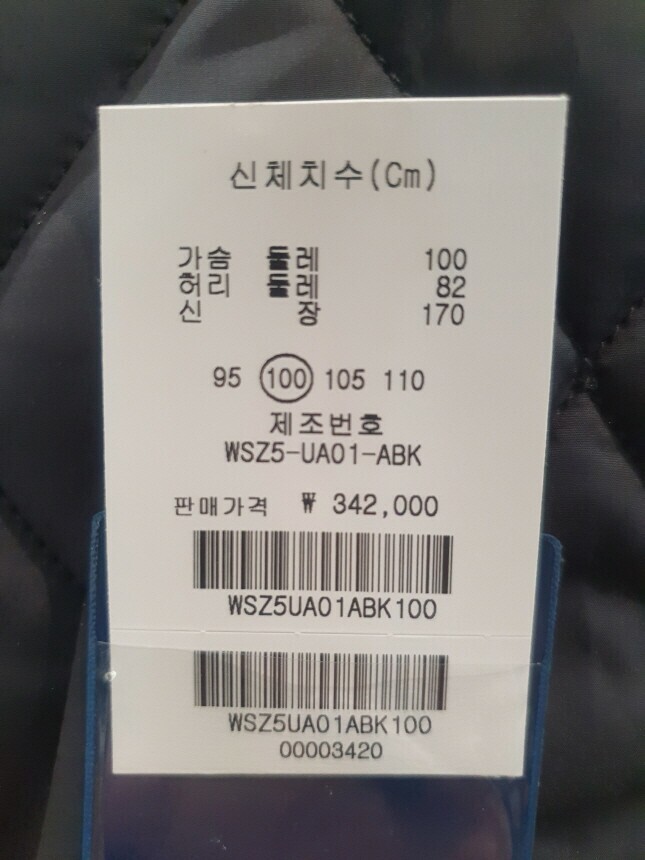 신체치수(Cm)
가슴 둘레 100
허리 둘레 82
신 장 170
95 100 105 110
제조번호
WSZ5-UA01-ABK
판매가격 ₩ 342,000
WSZ5UA01ABK100
WSZ5UA01ABK100
00003420